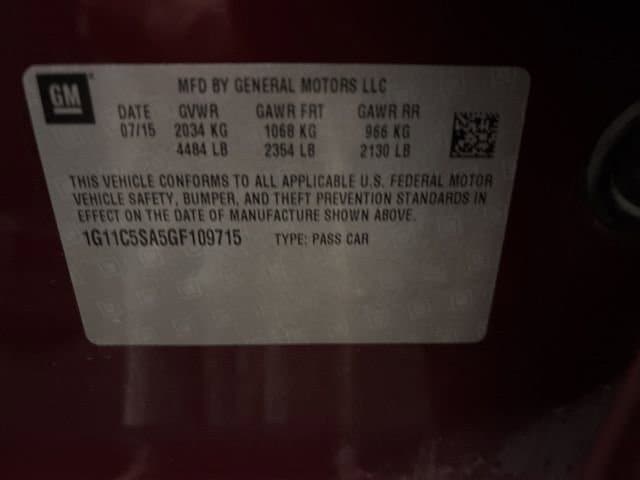 GM
MFD BY GENERAL MOTORS LLC
DATE GVWR GAWR FRT GAWR RR
07/15 2034 KG 1068 KG 966 KG
4484 LB 2354 LB 2130 LB
THIS VEHICLE CONFORMS TO ALL APPLICABLE U.S. FEDERAL MOTOR
VEHICLE SAFETY, BUMPER, AND THEFT PREVENTION STANDARDS IN
EFFECT ON THE DATE OF MANUFACTURE SHOWN ABOVE.
1G11C5SA5GF109715 TYPE: PASS CAR